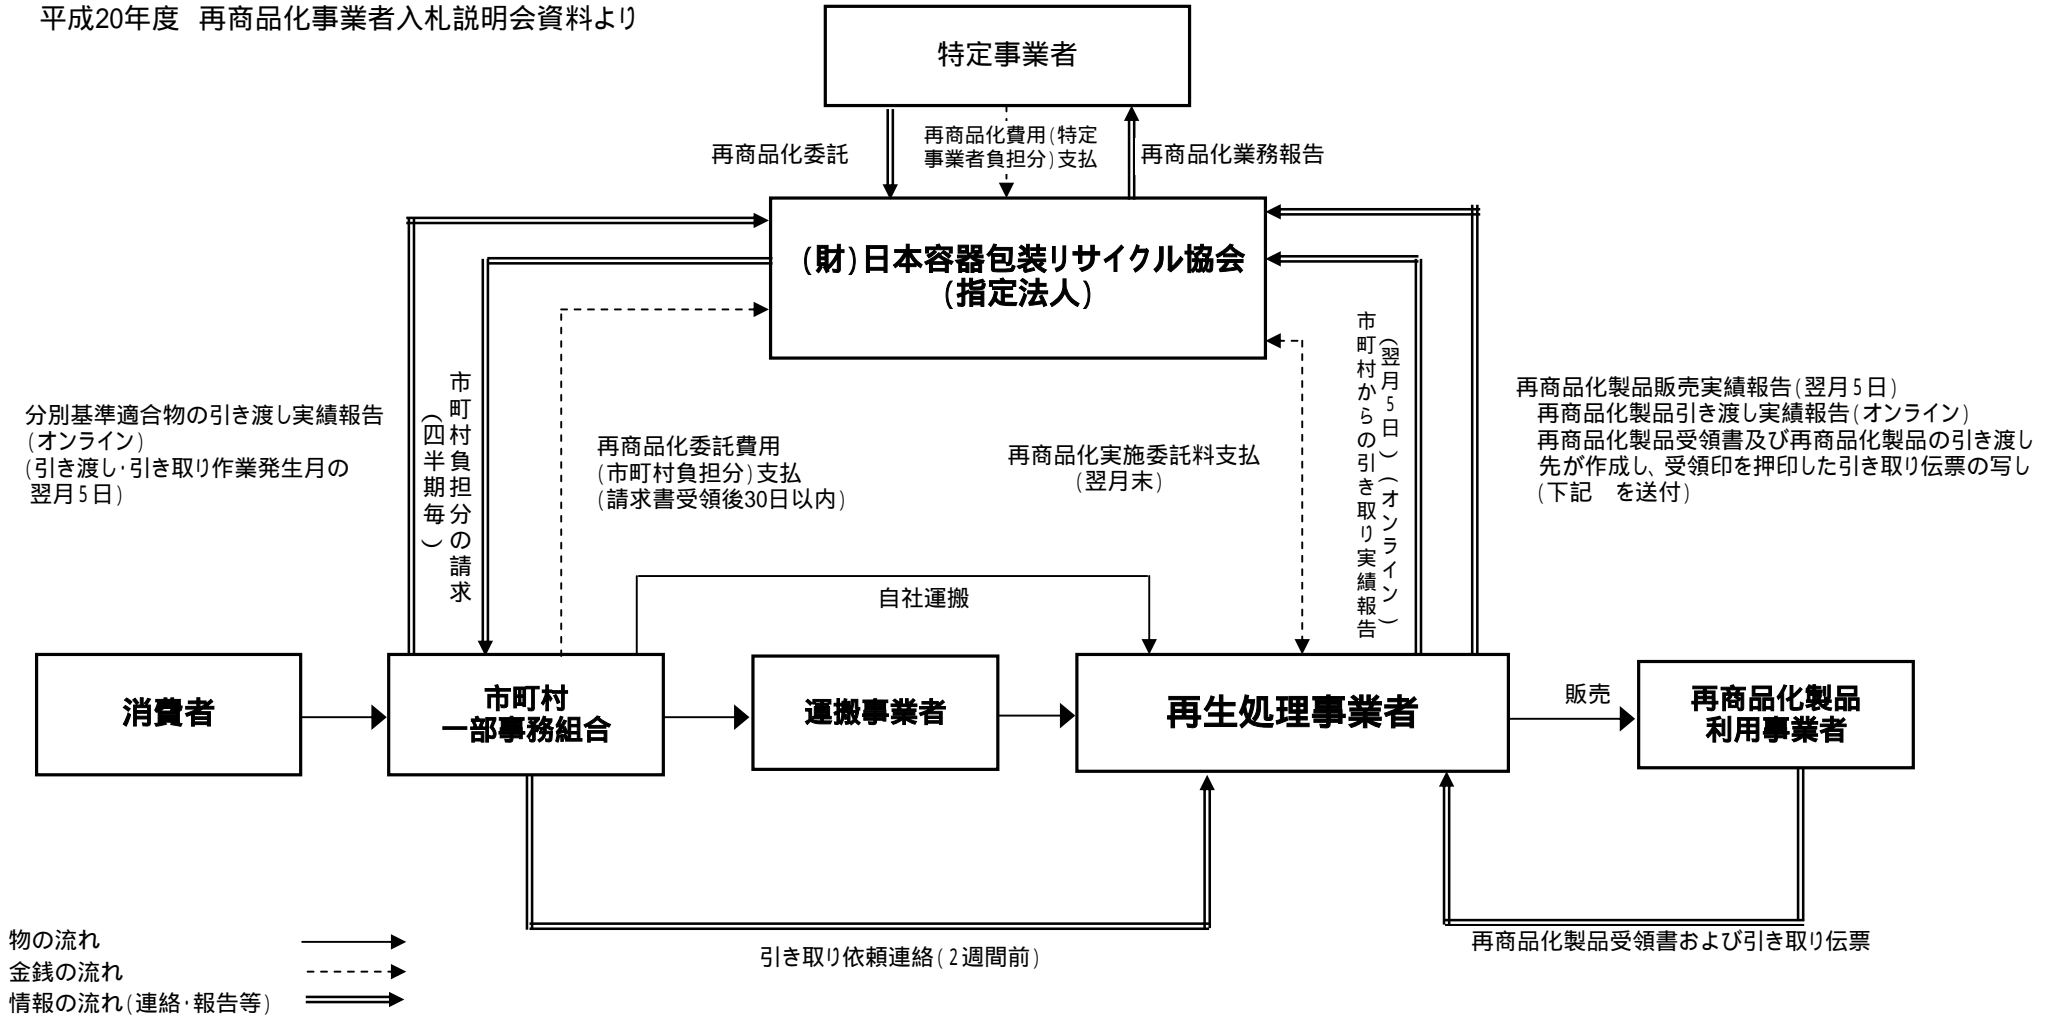 平成20年度 再商品化事業者入札説明会資料より
特定事業者
再商品化委託
再商品化費用(特定
事業者負担分)支払
再商品化業務報告
(財)日本容器包装リサイクル協会
(指定法人)
分別基準適合物の引き渡し実績報告
(オンライン)
(引き渡し・引き取り作業発生月の
翌月5日)
市町村負担分の請求
(四半期毎)
再商品化委託費用
(市町村負担分)支払
(請求書受領後30日以内)
再商品化実施委託料支払
(翌月末)
市町村からの引き取り実績報告
(翌月5日)(オンライン)
再商品化製品販売実績報告(翌月5日)
再商品化製品引き渡し実績報告(オンライン)
再商品化製品受領書及び再商品化製品の引き渡し
先が作成し、受領印を押印した引き取り伝票の写し
(下記 を送付)
自社運搬
消費者
市町村
一部事務組合
運搬事業者
再生処理事業者
販売
再商品化製品
利用事業者
引き取り依頼連絡(2週間前)
再商品化製品受領書および引き取り伝票
物の流れ
金銭の流れ
情報の流れ(連絡・報告等)